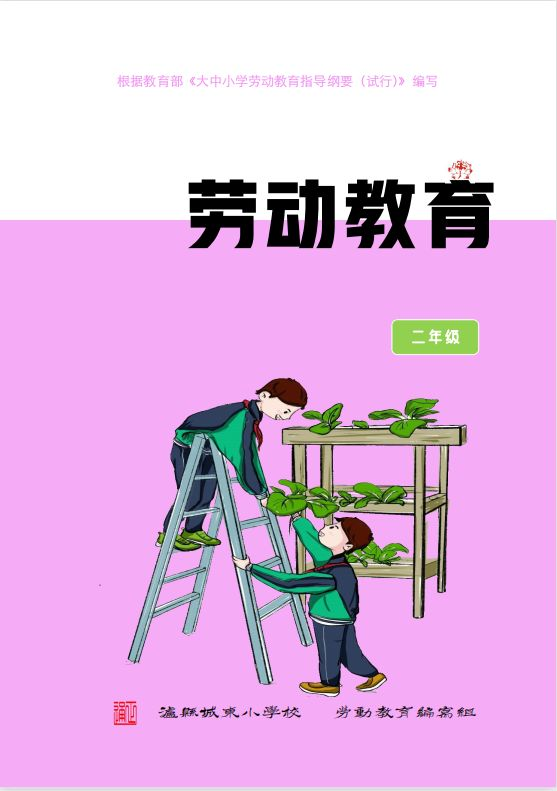 根据教育部《大中小学劳动教育指导纲要（试行）》编写
劳动教育
二年级
瀘縣城東小學校 勞動教育編寫組